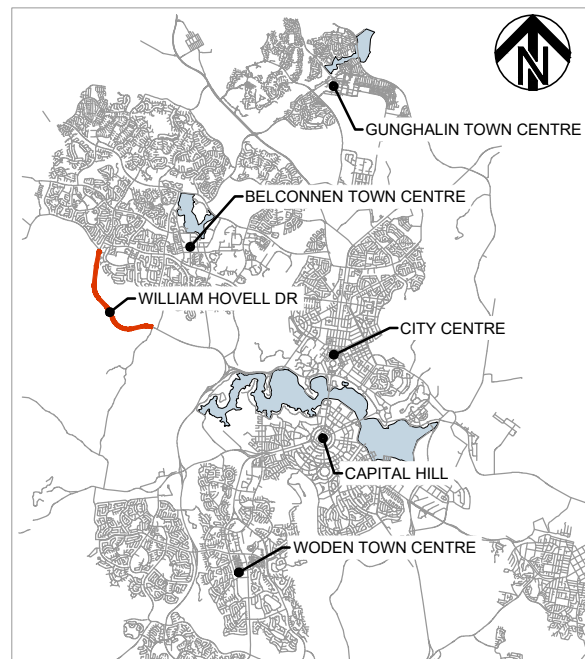 N
GUNGHALIN TOWN CENTRE
BELCONNEN TOWN CENTRE
WILLIAM HOVELL DR
CITY CENTRE
CAPITAL HILL
WODEN TOWN CENTRE